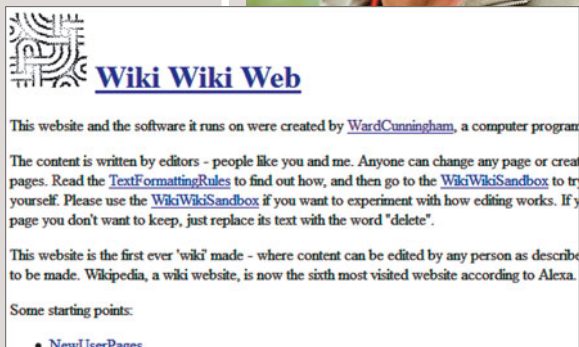 Wiki Wiki Web
This website and the software it runs on were created by WardCunningham, a computer program
The content is written by editors - people like you and me. Anyone can change any page or creat
pages. Read the TextFormattingRules to find out how, and then go to the WikiWikiSandbox to try
yourself. Please use the WikiWikiSandbox if you want to experiment with how editing works. If y
page you don't want to keep, just replace its text with the word "delete".
This website is the first ever 'wiki' made - where content can be edited by any person as describe
to be made. Wikipedia, a wiki website, is now the sixth most visited website according to Alexa.
Some starting points:
• NewUserPages